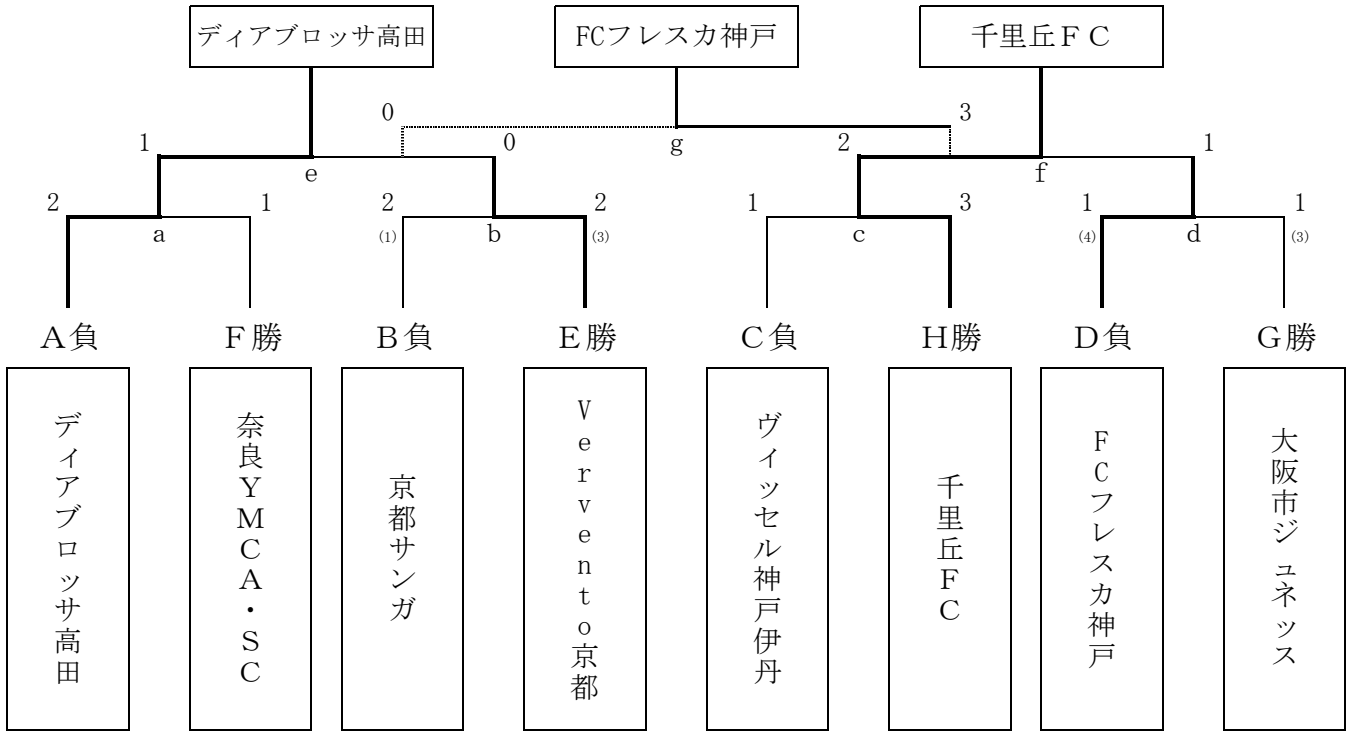 ディアブロッサ高田 FCフレスカ神戸 千里丘ＦＣ
0 3
1 0 g 2 1
e f
2 1 2 2 1 3 1 1
a (1) b (3) c (4) d (3)
Ａ負 Ｆ勝 Ｂ負 Ｅ勝 Ｃ負 Ｈ勝 Ｄ負 Ｇ勝
ディアブロッサ高田
奈良ＹＭＣＡ・ＳＣ
京都サンガ
Ｖｅｒｖｅｎｔｏ京都
ヴィッセル神戸伊丹
千里丘ＦＣ
ＦＣフレスカ神戸
大阪市ジュネッス